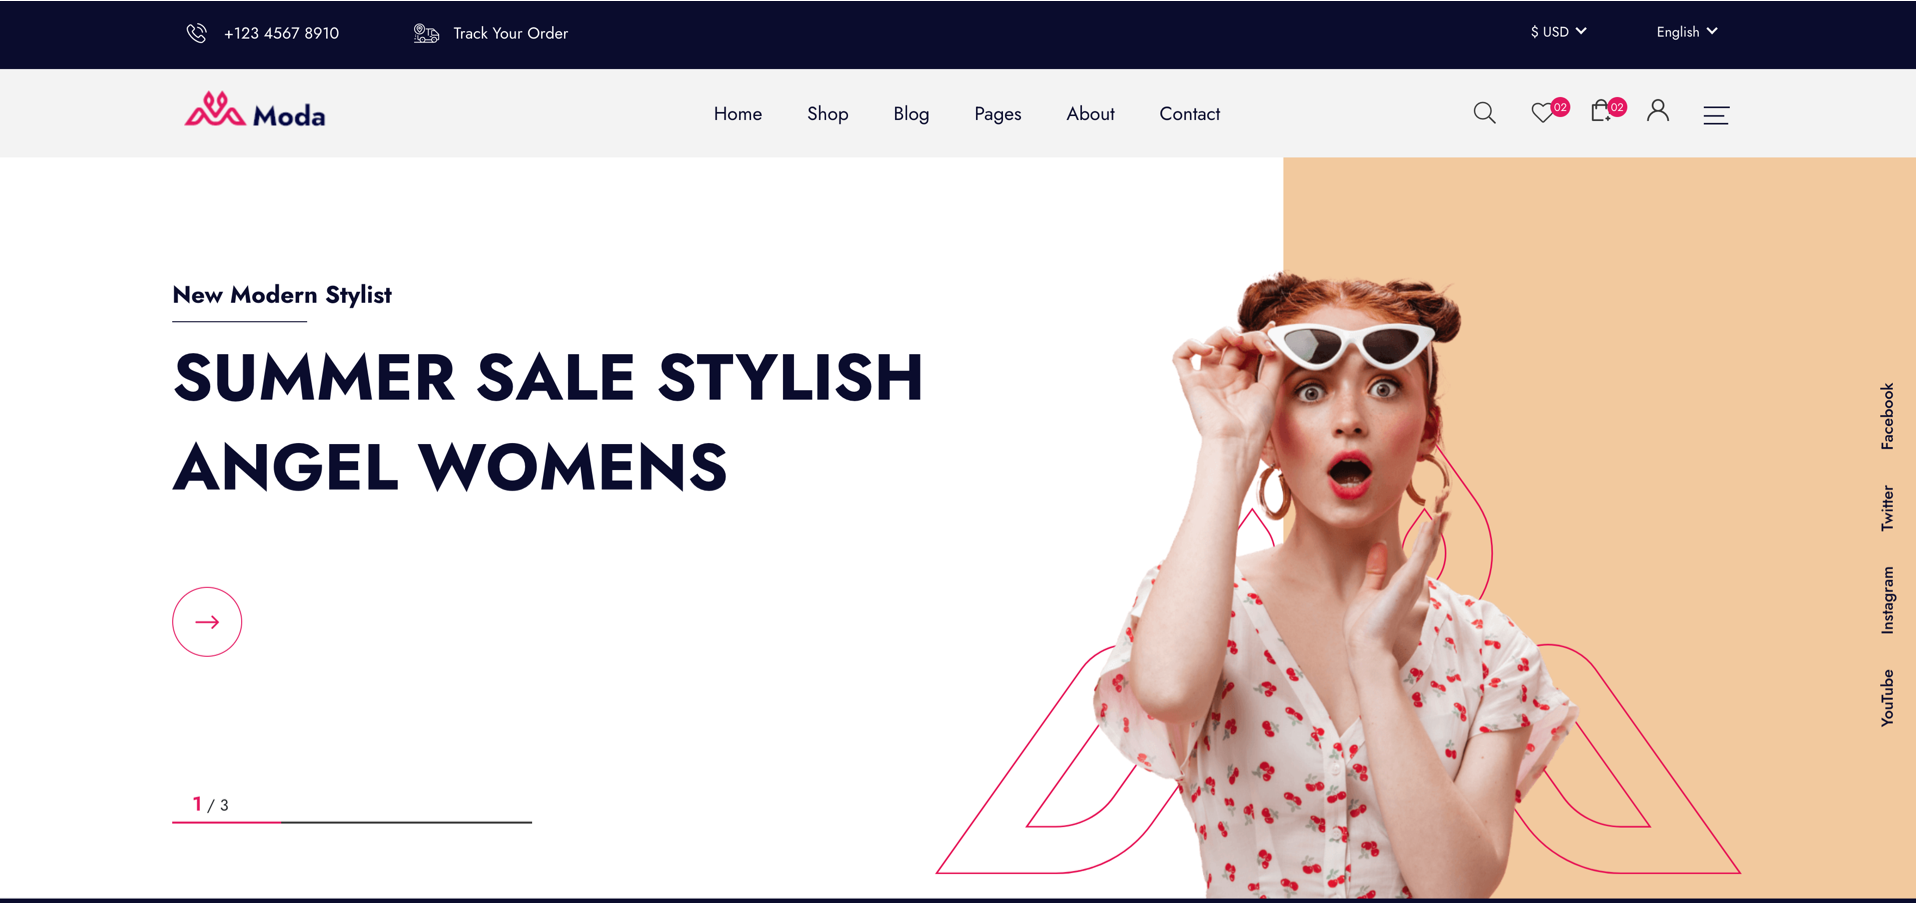 +123 4567 8910
Track Your Order
$ USD
English
Moda
Home
Shop
Blog
Pages
About
Contact
02
02
New Modern Stylist
SUMMER SALE STYLISH
ANGEL WOMENS
1 / 3
Facebook
Twitter
Instagram
YouTube